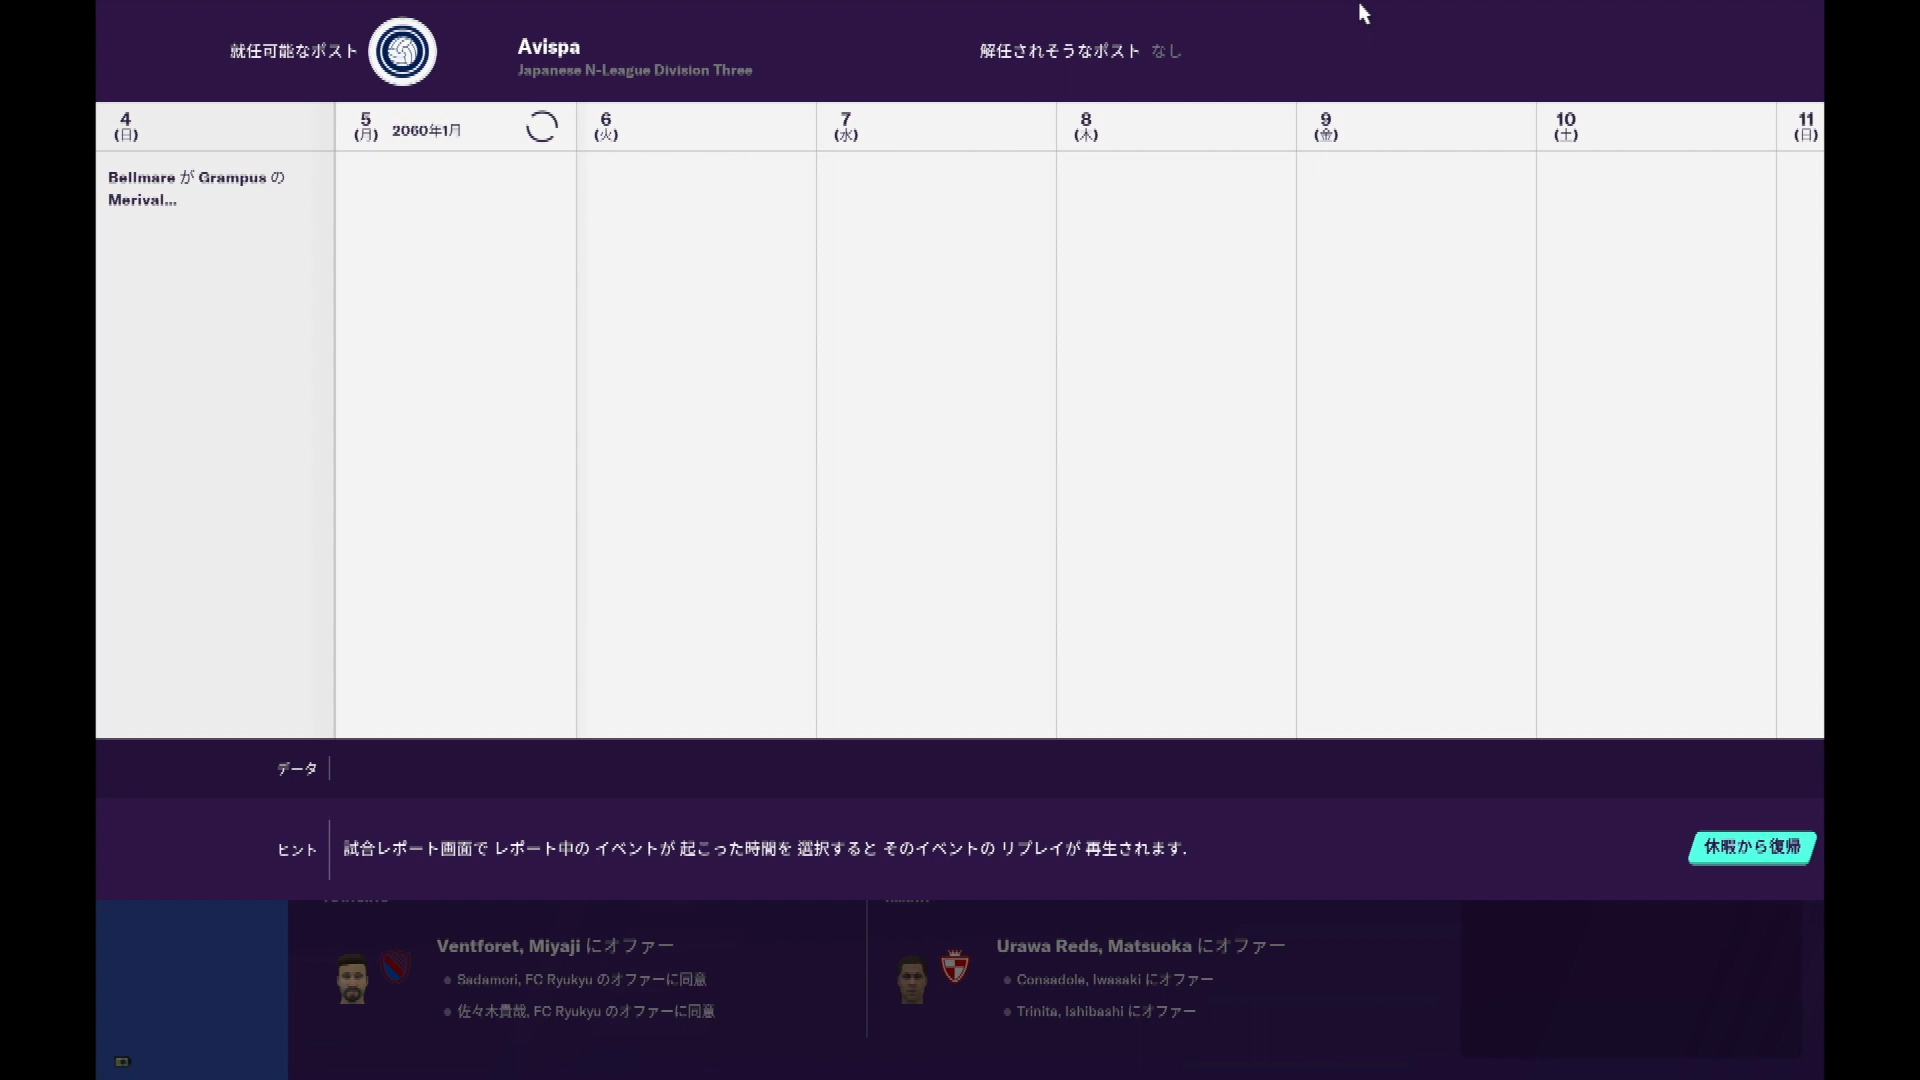 就任可能なポスト
Avispa
Japanese N-League Division Three
解任されそうなポスト なし
4
(日)
5
(月) 2060年1月
6
(火)
7
(水)
8
(木)
9
(金)
10
(土)
11
(日)
Bellmare が Grampus の
Merival...
データ
ヒント
試合レポート画面で レポート中の イベントが 起こった時間を 選択すると そのイベントの リプレイが 再生されます.
休暇から復帰
Ventforet, Miyaji にオファー
Sadamori, FC Ryukyu のオファーに同意
佐々木貴哉, FC Ryukyu のオファーに同意
Urawa Reds, Matsuoka にオファー
Consadole, Iwasaki にオファー
Trinita, Ishibashi にオファー